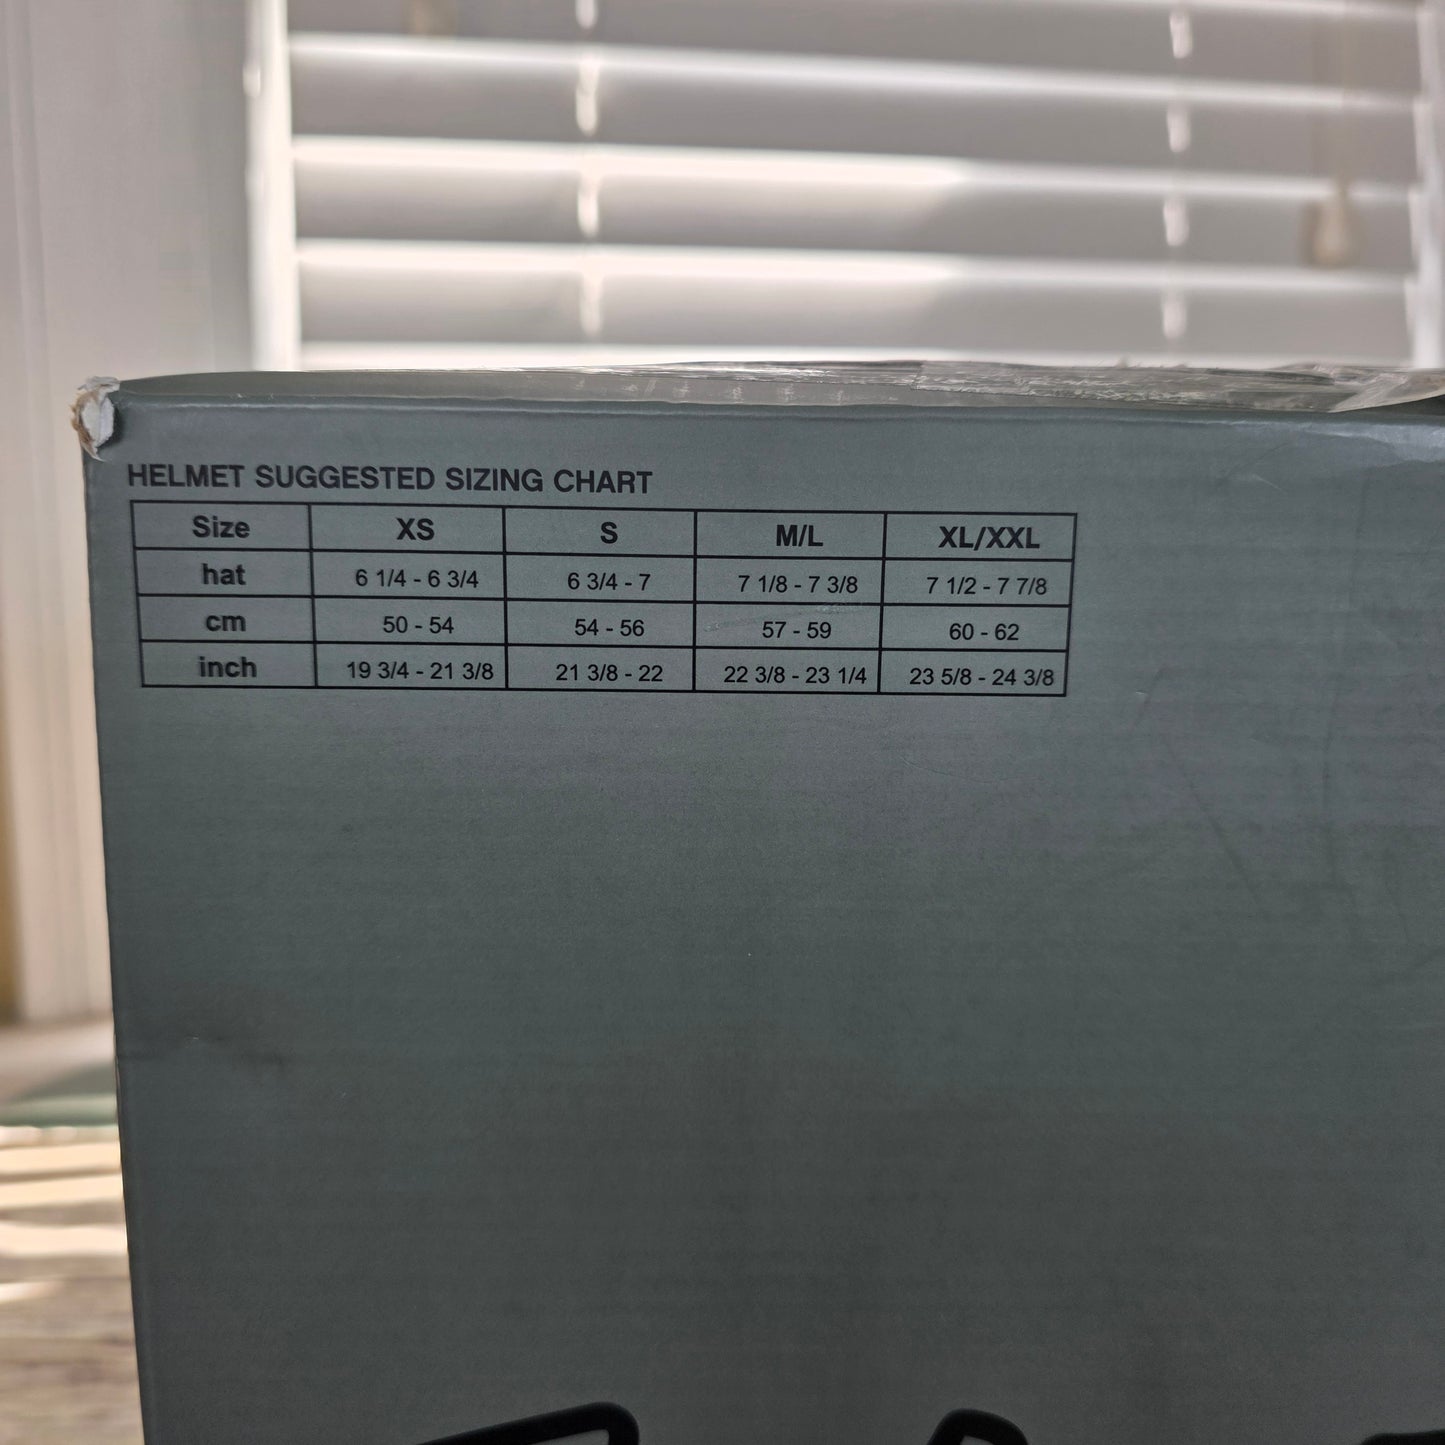 HELMET SUGGESTED SIZING CHART
Size XS S M/L XL/XXL
hat 6 1/4 - 6 3/4 6 3/4 - 7 7 1/8 - 7 3/8 7 1/2 - 7 7/8
cm 50 - 54 54 - 56 57 - 59 60 - 62
inch 19 3/4 - 21 3/8 21 3/8 - 22 22 3/8 - 23 1/4 23 5/8 - 24 3/8